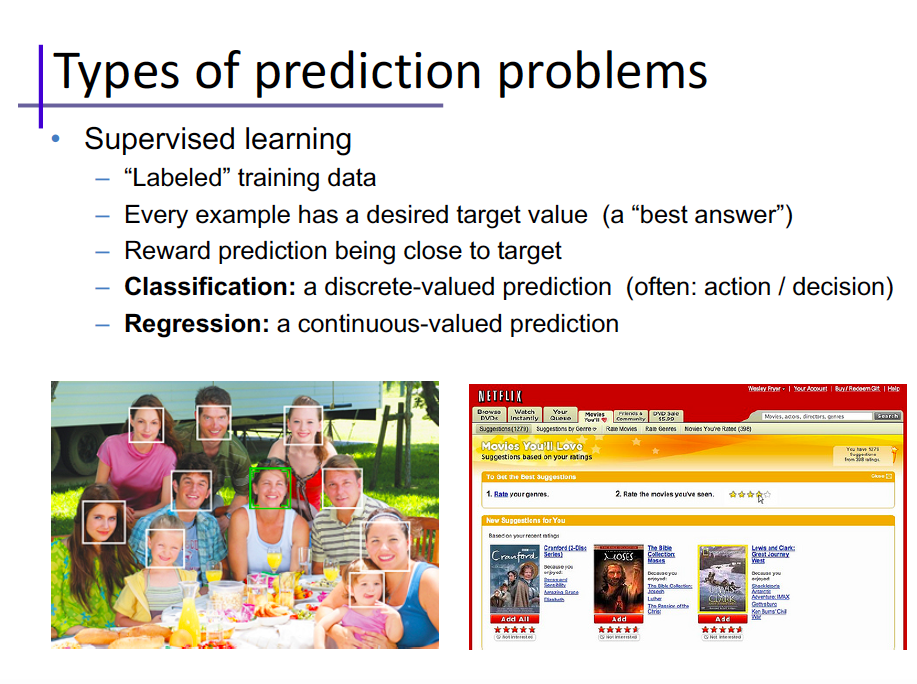 Types of prediction problems
• Supervised learning
– “Labeled” training data
– Every example has a desired target value (a “best answer”)
– Reward prediction being close to target
– Classification: a discrete-valued prediction (often: action / decision)
– Regression: a continuous-valued prediction
NETFLIX
Wesley Fryer | Your Account | Buy/Redeem Gift | Help
Browse DVDs
Watch Instantly
Your Queue
Movies You'll
Friends & Community
DVD Sale $5.99
Movies, actors, directors, genres
Search
Suggestions (1279) Suggestions by Genre Rate Movies Rate Genres Movies You've Rated (398)
Movies You'll Love
Suggestions based on your ratings
You have 1279
Suggestions
from 398 ratings.
To Get the Best Suggestions
1. Rate your genres.
2. Rate the movies you've seen.
New Suggestions for You
Based on your recent ratings
Cranford
Cranford (2-Disc
Series)
Because you
enjoyed:
Sense and
Sensibility
Amazing Grace
Elizabeth
Add All
Not Interested
Moses
The Bible
Collection:
Moses
Because you
enjoyed:
The Bible Collection:
Joseph
Luther
The Passion of the
Christ
Add
Not Interested
Lewis and Clark:
Great Journey
West
Because you
enjoyed:
Shackleton's
Antarctic
Adventure: IMAX
Gettysburg
Ken Burns' Civil
War
Add
Not Interested